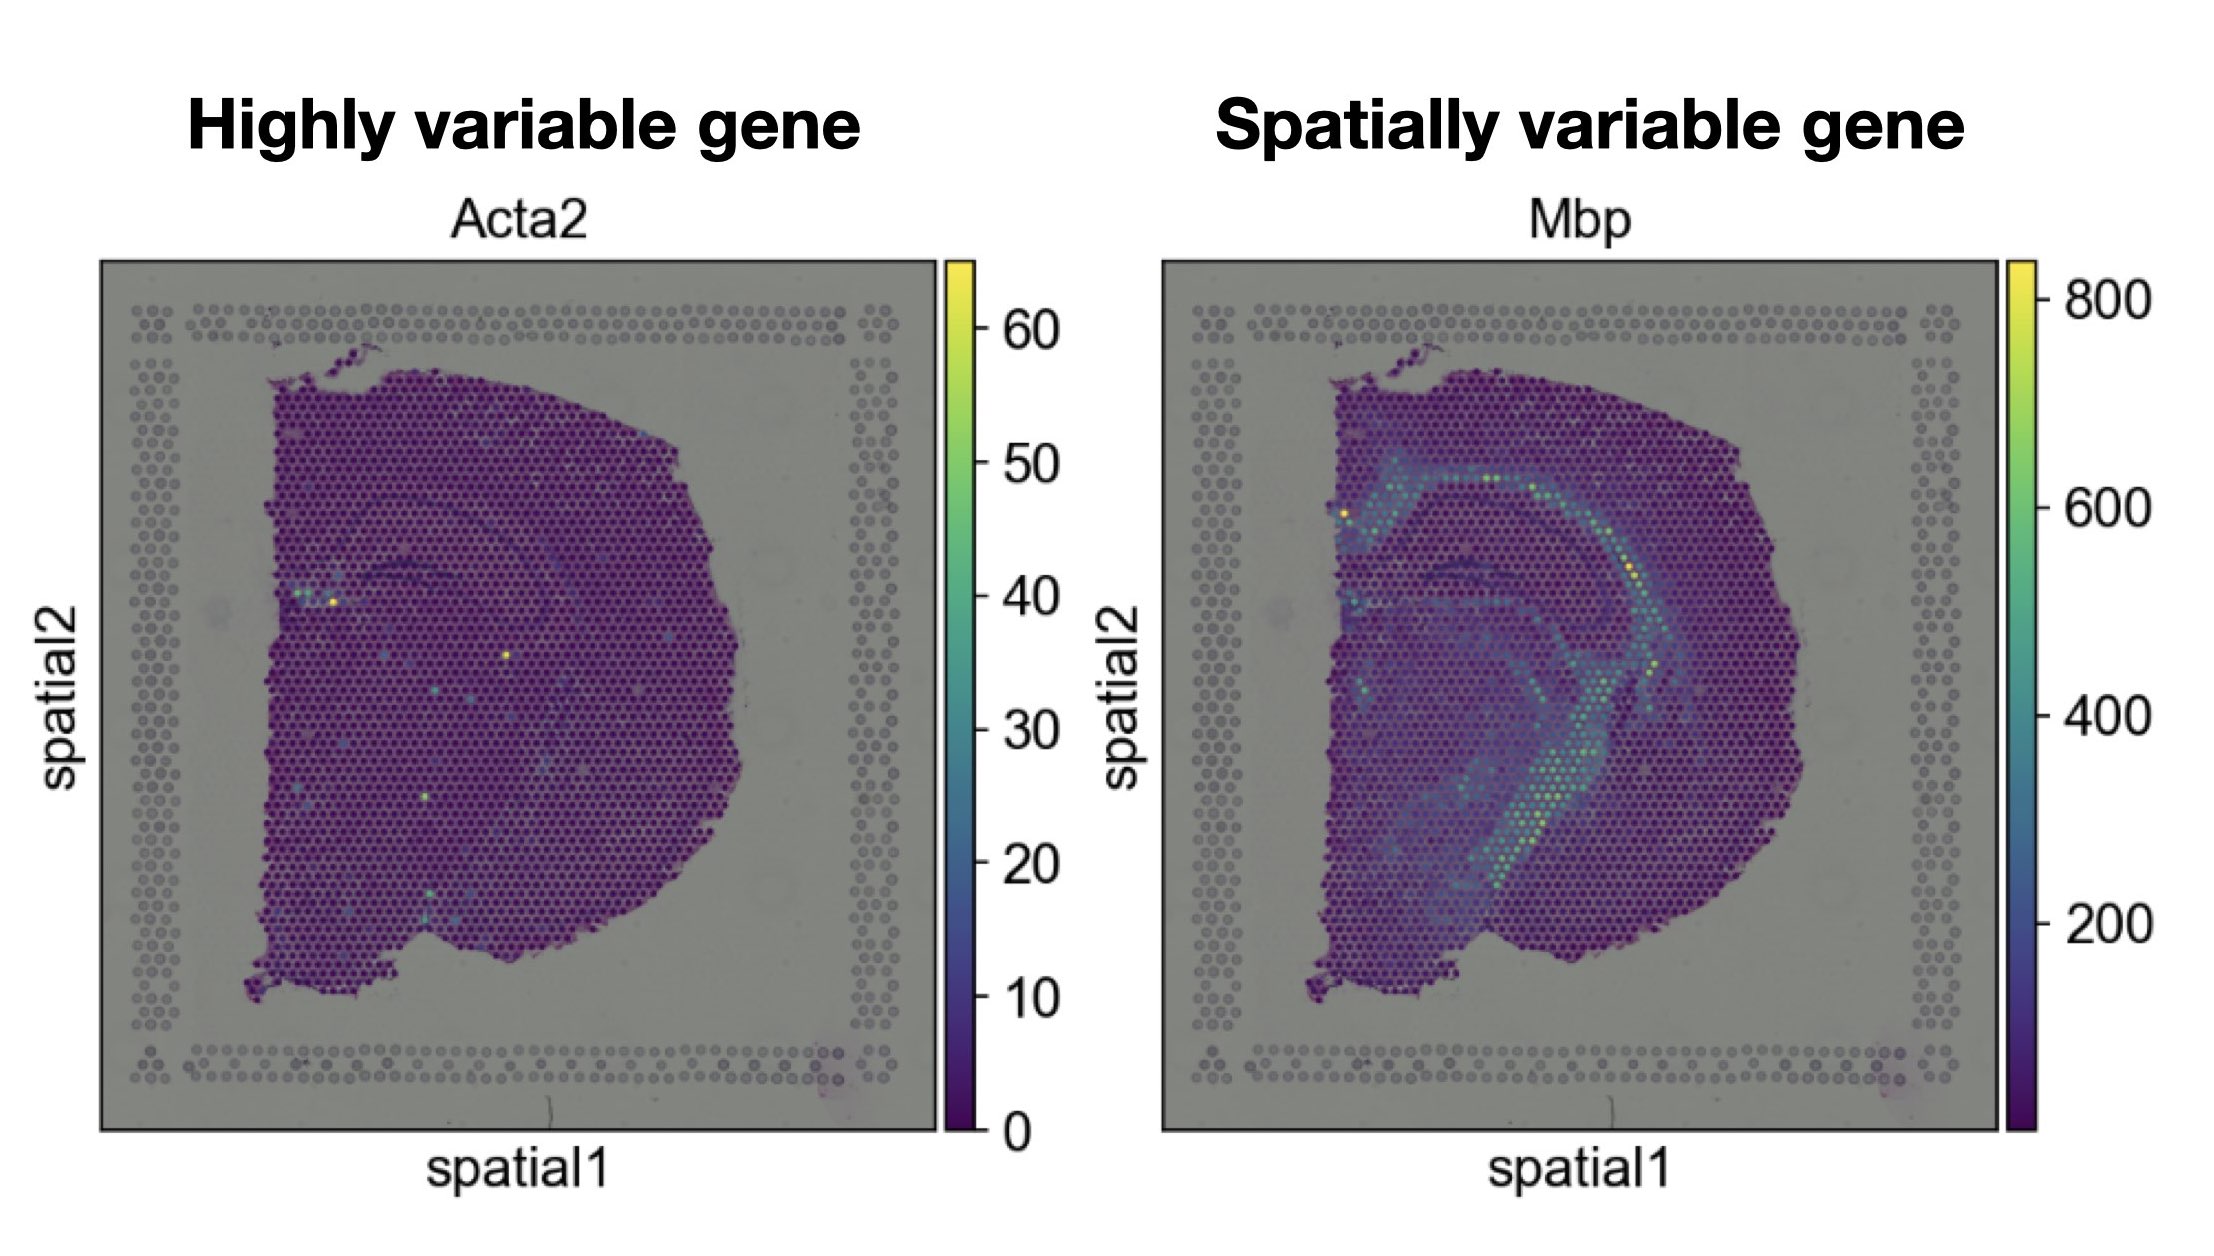 Highly variable gene
Acta2
60
50
40
30
20
10
0
spatial2
spatial1
Spatially variable gene
Mbp
800
600
400
200
spatial2
spatial1